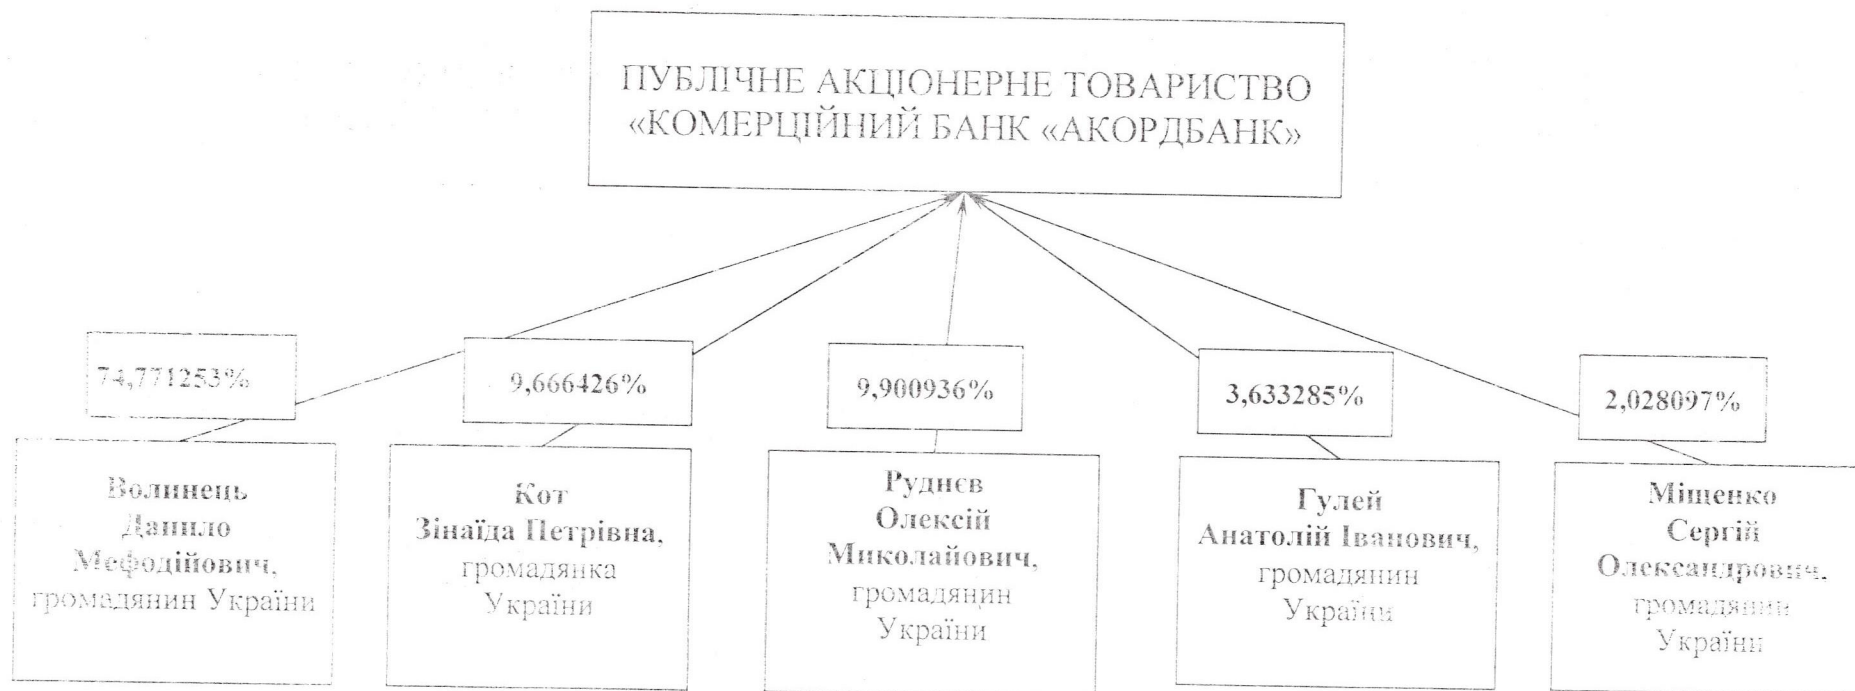 ПУБЛІЧНЕ АКЦІОНЕРНЕ ТОВАРИСТВО
«КОМЕРЦІЙНИЙ БАНК «АКОРДБАНК»
74,771253%
9,666426%
9,900936%
3,633285%
2,028097%
Волинець
Данило
Мефодійович,
громадянин України
Кот
Зінаїда Петрівна,
громадянка
України
Руднєв
Олексій
Миколайович,
громадянин
України
Гулей
Анатолій Іванович,
громадянин
України
Міщенко
Сергій
Олександрович,
громадянин
України